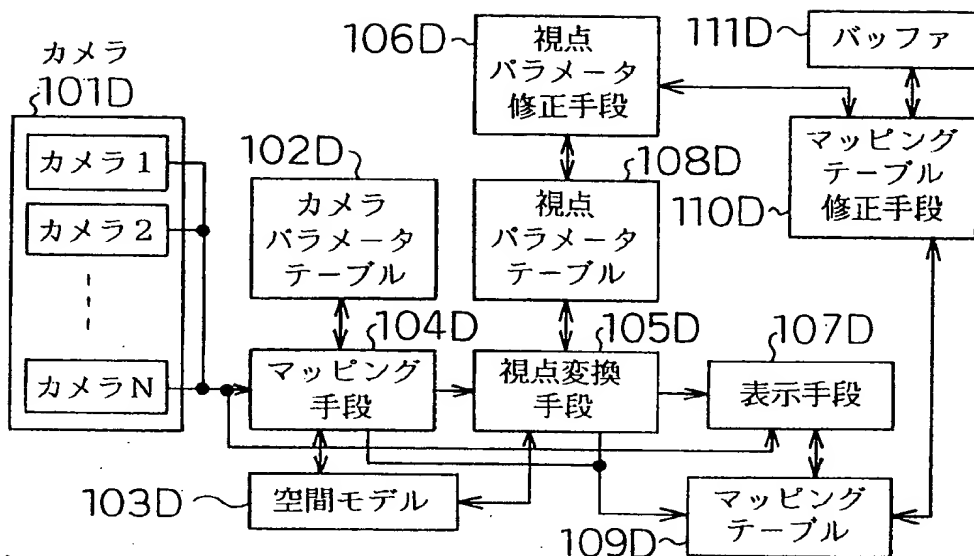 カメラ
101D
カメラ1
カメラ2
カメラN
102D
カメラ
パラメータ
テーブル
106D
視点
パラメータ
修正手段
111D
バッファ
108D
視点
パラメータ
テーブル
110D
マッピング
テーブル
修正手段
104D
マッピング
手段
105D
視点変換
手段
107D
表示手段
103D
空間モデル
109D
マッピング
テーブル